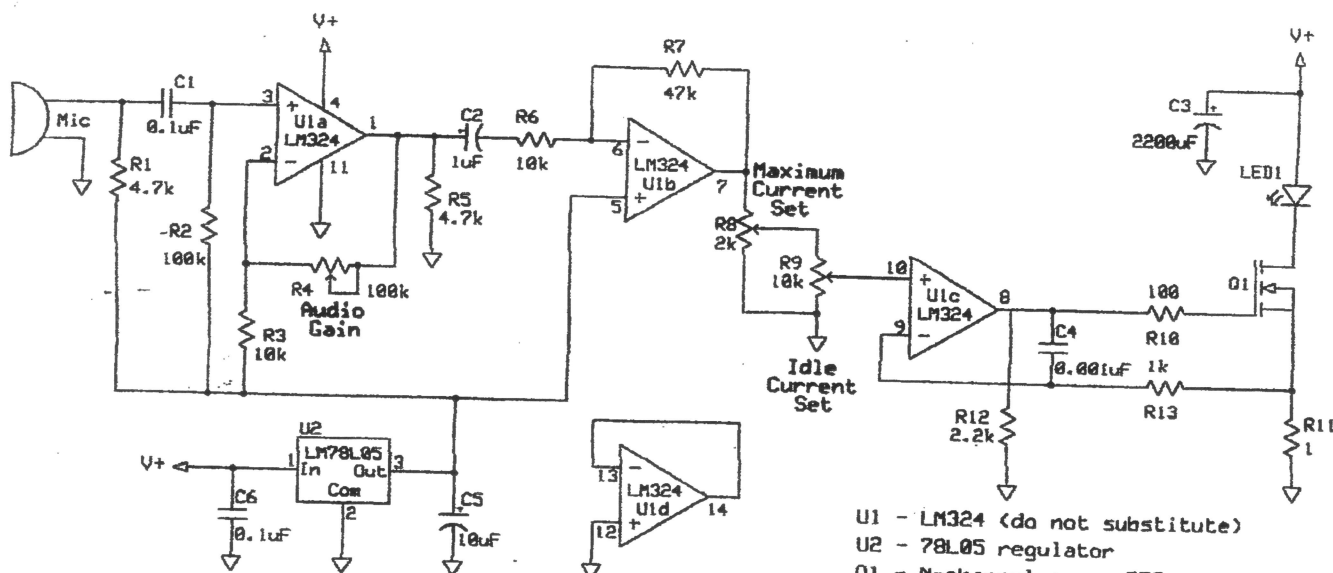 V+
R7
47k
V+
C1
0.1uF
Mic
3
+
4
U1a
LM324
1
2
-
11
C2
+
1uF
R6
10k
6
-
LM324
U1b
7
5
+
C3
+
2200uF
LED1
R1
4.7k
R2
100k
R5
4.7k
Maximum
Current
Set
R8
2k
R9
10k
10
+
U1c
LM324
8
9
-
100
R10
Q1
R4
100k
Audio
Gain
R3
10k
C4
0.001uF
1k
R13
Idle
Current
Set
R12
2.2k
R11
1
U2
LM78L05
V+
1
In
Out
3
Com
2
C6
0.1uF
C5
+
10uF
13
-
LM324
U1d
14
12
+
U1 - LM324 (do not substitute)
U2 - 78L05 regulator